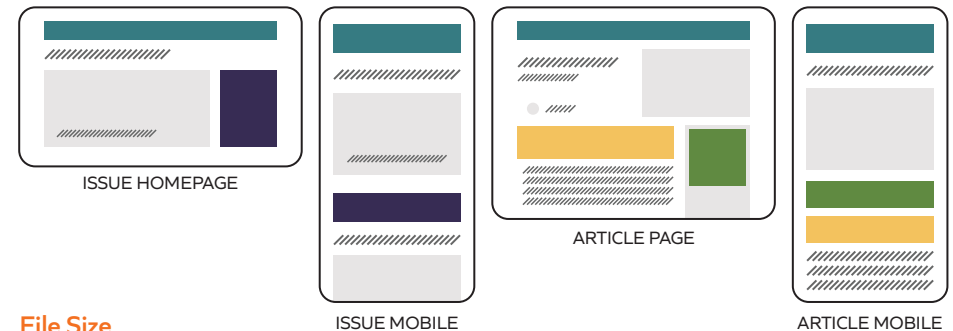 ISSUE HOMEPAGE
ARTICLE PAGE
File Size
ISSUE MOBILE
ARTICLE MOBILE